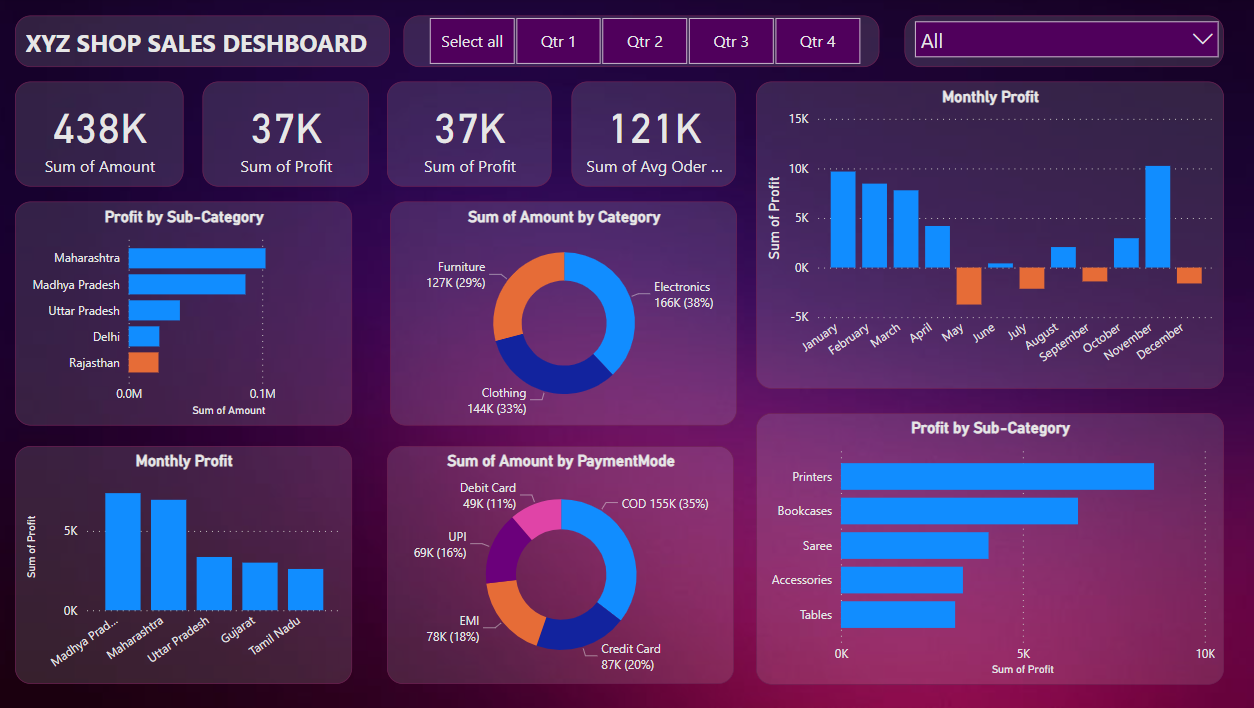 XYZ SHOP SALES DESHBOARD
Select all
Qtr 1
Qtr 2
Qtr 3
Qtr 4
All
438K
Sum of Amount
37K
Sum of Profit
37K
Sum of Profit
121K
Sum of Avg Oder ...
Monthly Profit
Sum of Profit
15K
10K
5K
0K
-5K
January
February
March
April
May
June
July
August
September
October
November
December
Profit by Sub-Category
Maharashtra
Madhya Pradesh
Uttar Pradesh
Delhi
Rajasthan
0.0M
0.1M
Sum of Amount
Sum of Amount by Category
Furniture
127K (29%)
Electronics
166K (38%)
Clothing
144K (33%)
Monthly Profit
Sum of Profit
5K
0K
Madhya Prad...
Maharashtra
Uttar Pradesh
Gujarat
Tamil Nadu
Sum of Amount by PaymentMode
Debit Card
49K (11%)
COD 155K (35%)
UPI
69K (16%)
EMI
78K (18%)
Credit Card
87K (20%)
Profit by Sub-Category
Printers
Bookcases
Saree
Accessories
Tables
0K
5K
10K
Sum of Profit